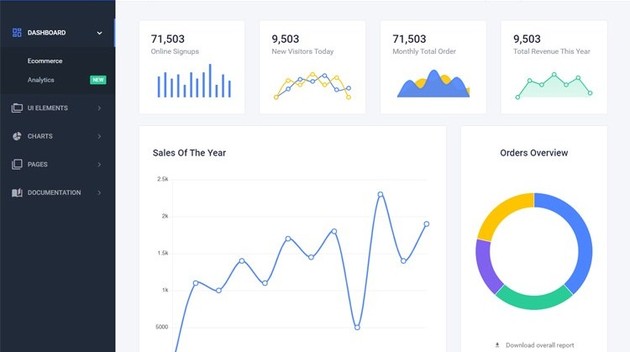 DASHBOARD
Ecommerce
Analytics NEW
UI ELEMENTS
CHARTS
PAGES
DOCUMENTATION
71,503
Online Signups
9,503
New Visitors Today
71,503
Monthly Total Order
9,503
Total Revenue This Year
Sales Of The Year
2.5k
2k
1.5k
1k
5000
Orders Overview
Download overall report